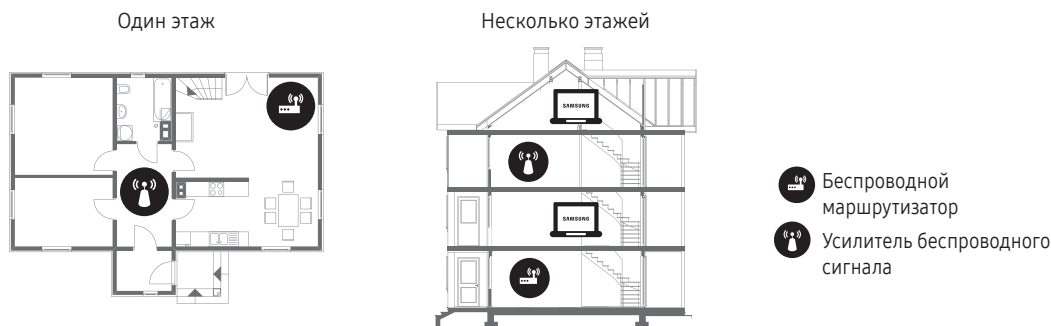 Один этаж
Несколько этажей
SAMSUNG
SAMSUNG
Беспроводной
маршрутизатор
Усилитель беспроводного
сигнала